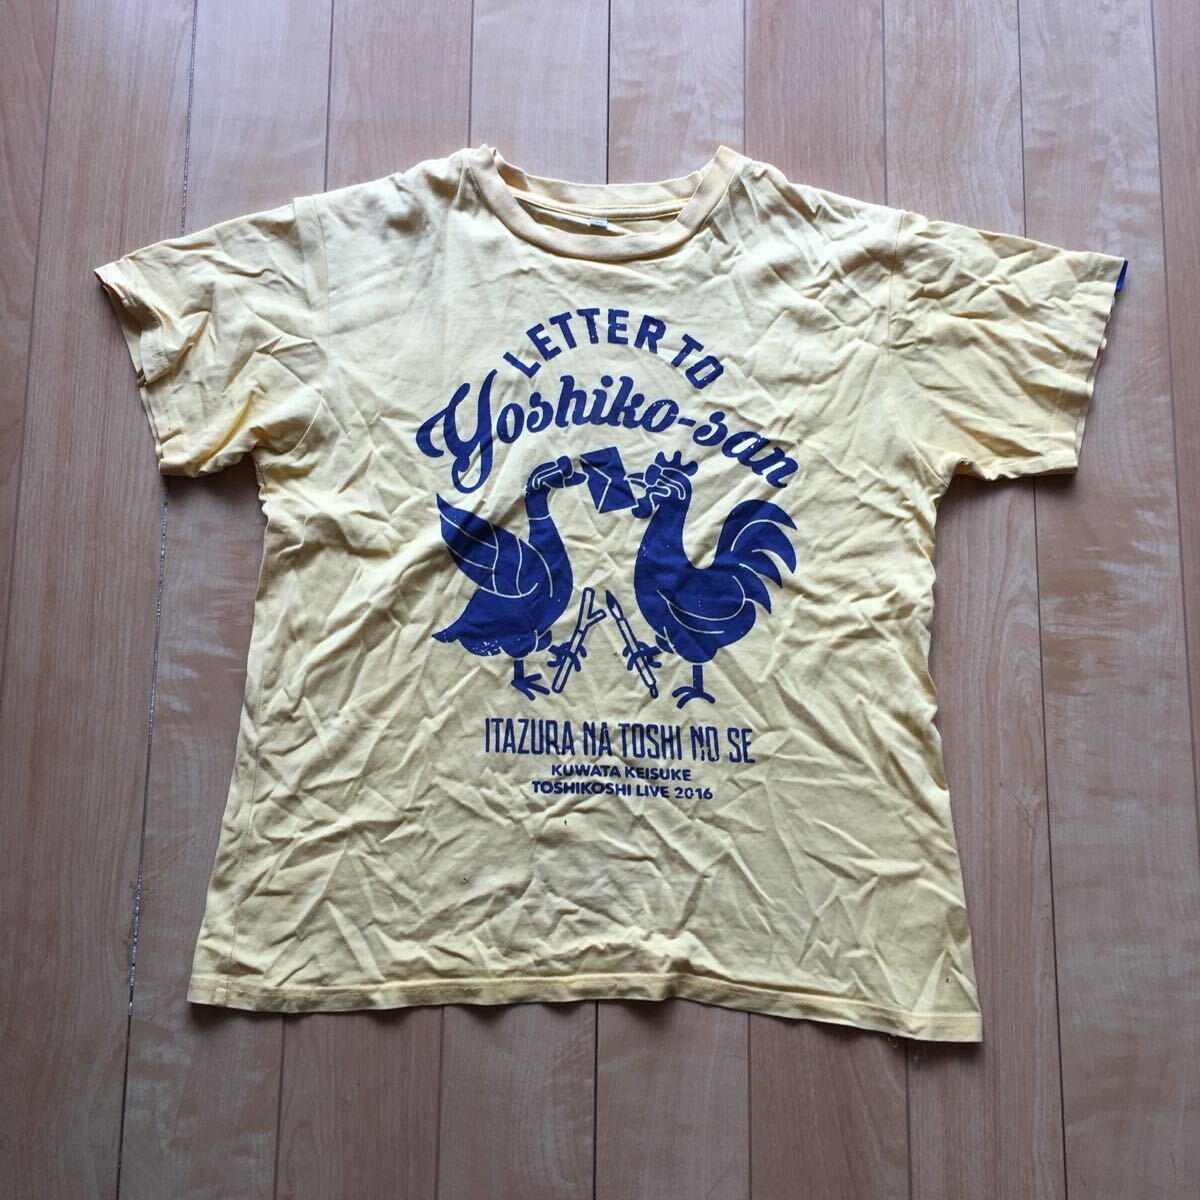 LETTER TO
Yoshiko-san
ITAZURA NA TOSHI NO SE
KUWATA KEISUKE
TOSHIKOSHI LIVE 2016